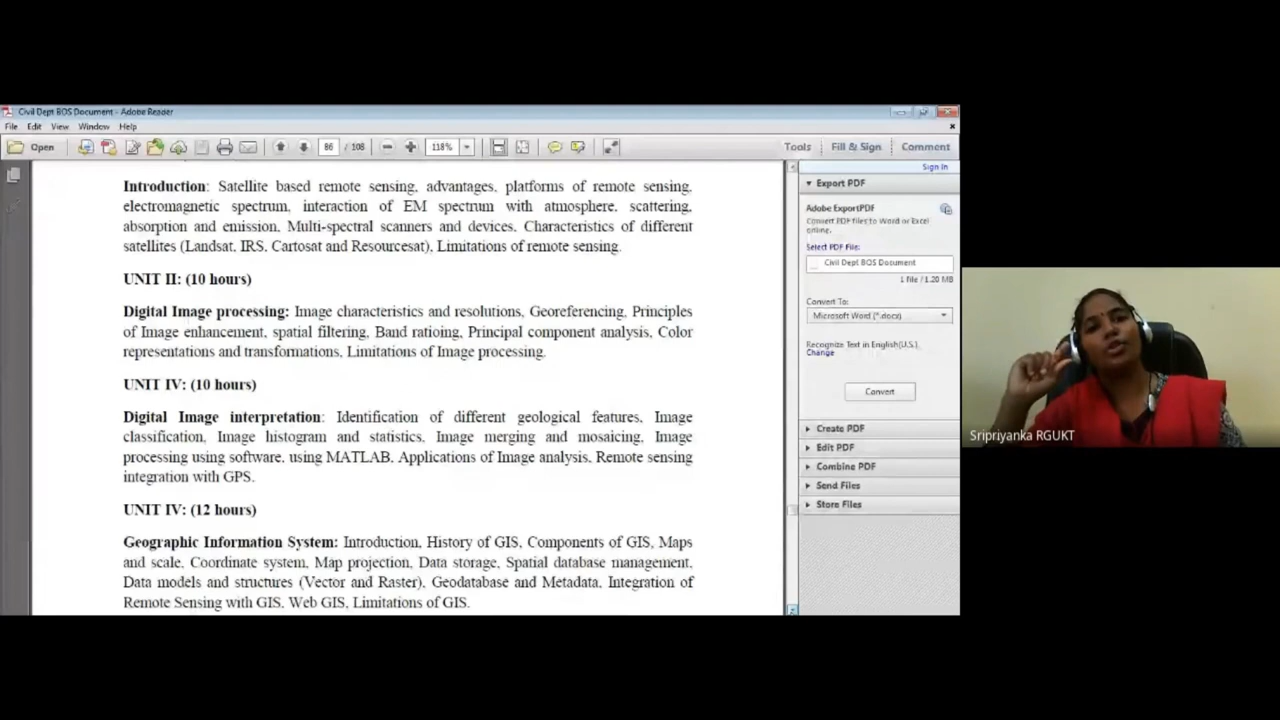 Civil Dept BOS Document - Adobe Reader
File Edit View Window Help
Open 86 / 108 118% Tools Fill & Sign Comment
Sign In
Introduction: Satellite based remote sensing, advantages, platforms of remote sensing,
electromagnetic spectrum, interaction of EM spectrum with atmosphere, scattering,
absorption and emission, Multi-spectral scanners and devices, Characteristics of different
satellites (Landsat, IRS, Cartosat and Resourcesat), Limitations of remote sensing.
UNIT II: (10 hours)
Digital Image processing: Image characteristics and resolutions, Georeferencing, Principles
of Image enhancement, spatial filtering, Band ratioing, Principal component analysis, Color
representations and transformations, Limitations of Image processing.
UNIT IV: (10 hours)
Digital Image interpretation: Identification of different geological features, Image
classification, Image histogram and statistics, Image merging and mosaicing, Image
processing using software, using MATLAB, Applications of Image analysis, Remote sensing
integration with GPS.
UNIT IV: (12 hours)
Geographic Information System: Introduction, History of GIS, Components of GIS, Maps
and scale, Coordinate system, Map projection, Data storage, Spatial database management,
Data models and structures (Vector and Raster), Geodatabase and Metadata, Integration of
Remote Sensing with GIS, Web GIS, Limitations of GIS.
Export PDF
Adobe ExportPDF
Convert PDF files to Word or Excel
online.
Select PDF File:
Civil Dept BOS Document
1 file / 1.20 MB
Convert To:
Microsoft Word (*.docx)
Recognize Text in English(U.S.)
Change
Convert
Create PDF
Edit PDF
Combine PDF
Send Files
Store Files
Sripriyanka RGUKT